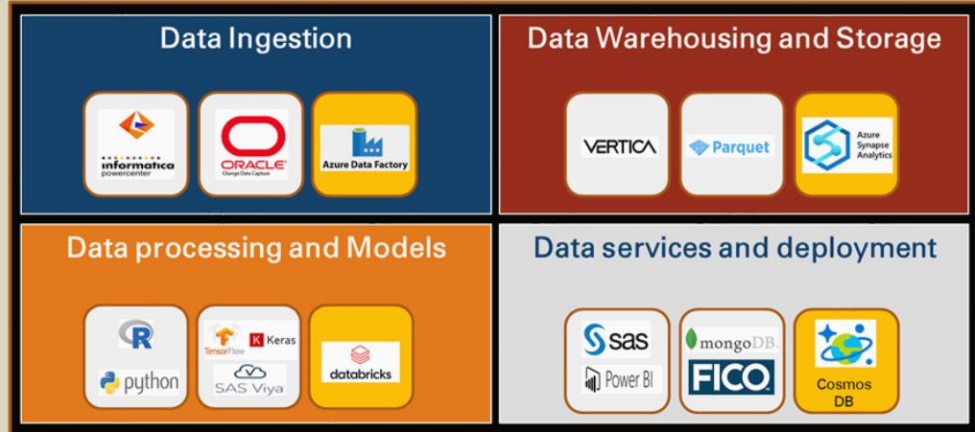 Data Ingestion
informatica
powercenter
ORACLE®
Change Data Capture
Azure Data Factory
Data Warehousing and Storage
VERTICA
Parquet
Azure
Synapse
Analytics
Data processing and Models
R
python
TensorFlow
K Keras
SAS Viya
databricks
Data services and deployment
sas
Power BI
mongoDB
FICO
Cosmos
DB